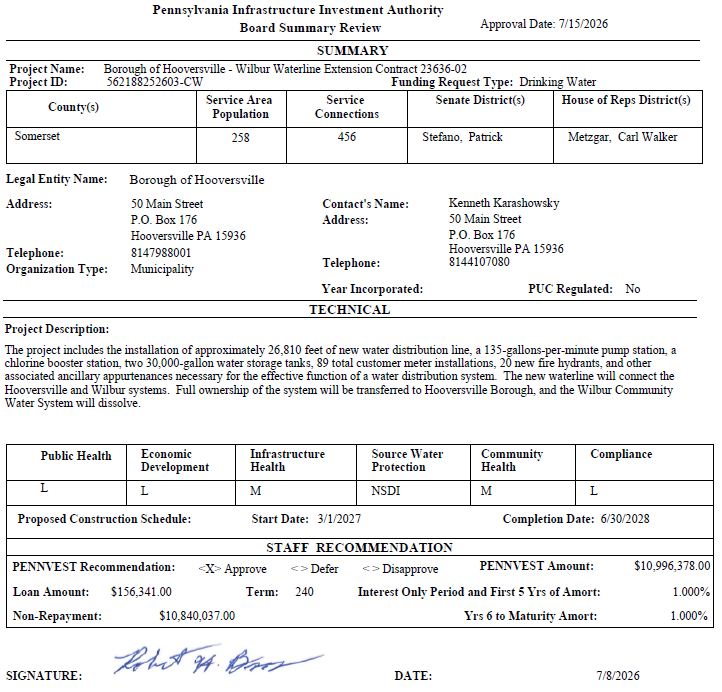 Pennsylvania Infrastructure Investment Authority
Board Summary Review
Approval Date: 7/15/2026
SUMMARY
Project Name: Borough of Hooversville - Wilbur Waterline Extension Contract 23636-02
Project ID: 562188252603-CW Funding Request Type: Drinking Water
County(s) Service Area Population Service Connections Senate District(s) House of Reps District(s)
Somerset 258 456 Stefano, Patrick Metzgar, Carl Walker
Legal Entity Name: Borough of Hooversville
Address: 50 Main Street
P.O. Box 176
Hooversville PA 15936
Telephone: 8147988001
Organization Type: Municipality
Contact's Name: Kenneth Karashowsky
Address: 50 Main Street
P.O. Box 176
Hooversville PA 15936
Telephone: 8144107080
Year Incorporated: PUC Regulated: No
TECHNICAL
Project Description:
The project includes the installation of approximately 26,810 feet of new water distribution line, a 135-gallons-per-minute pump station, a
chlorine booster station, two 30,000-gallon water storage tanks, 89 total customer meter installations, 20 new fire hydrants, and other
associated ancillary appurtenances necessary for the effective function of a water distribution system. The new waterline will connect the
Hooversville and Wilbur systems. Full ownership of the system will be transferred to Hooversville Borough, and the Wilbur Community
Water System will dissolve.
Public Health Economic Development Infrastructure Health Source Water Protection Community Health Compliance
L L M NSDI M L
Proposed Construction Schedule: Start Date: 3/1/2027 Completion Date: 6/30/2028
STAFF RECOMMENDATION
PENNVEST Recommendation: <X> Approve < > Defer < > Disapprove PENNVEST Amount: $10,996,378.00
Loan Amount: $156,341.00 Term: 240 Interest Only Period and First 5 Yrs of Amort: 1.000%
Non-Repayment: $10,840,037.00 Yrs 6 to Maturity Amort: 1.000%
SIGNATURE: DATE: 7/8/2026